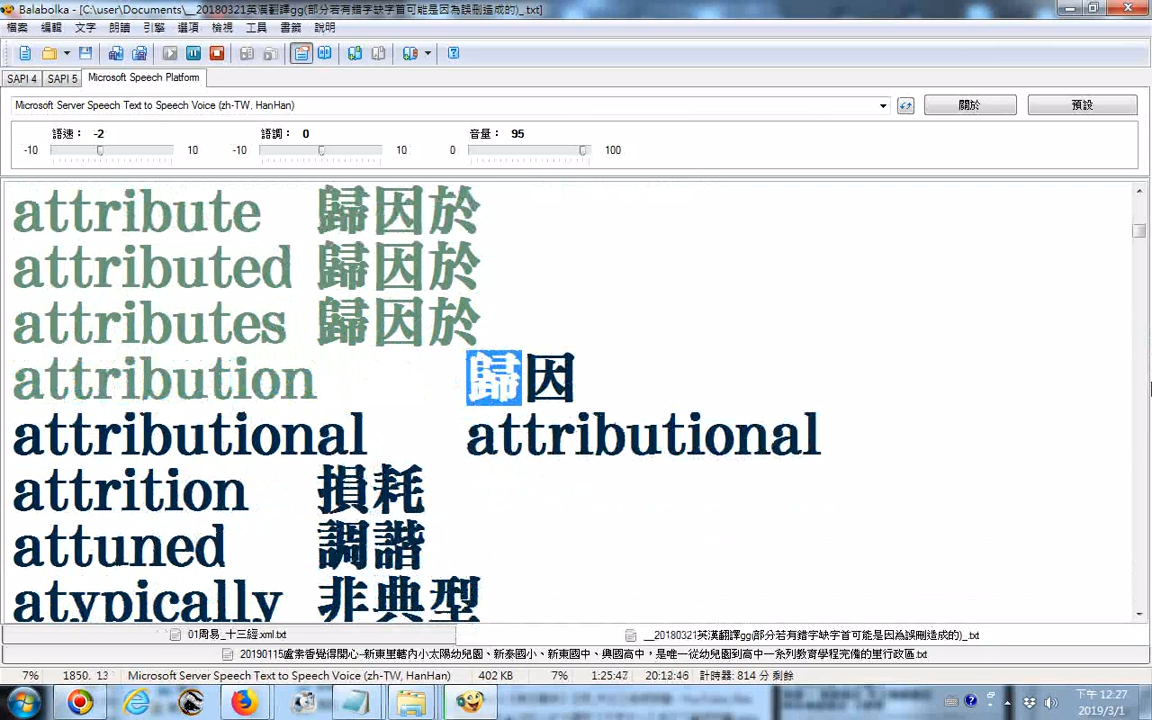 Balabolka - [C:\user\Documents\__20180321英漢翻譯gg(部分若有錯字缺字首可能是因為誤刪造成的)_.txt]
檔案 編輯 文字 朗讀 引擎 選項 檢視 工具 書籤 說明
SAPI 4 SAPI 5 Microsoft Speech Platform
Microsoft Server Speech Text to Speech Voice (zh-TW, HanHan) 關於 預設
語速： -2 語調： 0 音量： 95
-10 10 -10 10 0 100
attribute 歸因於
attributed 歸因於
attributes 歸因於
attribution 歸因
attributional attributional
attrition 損耗
attuned 調諧
atypically 非典型
01周易_十三經.xml.txt __20180321英漢翻譯gg(部分若有錯字缺字首可能是因為誤刪造成的)_.txt
20190115盧素香覺得開心-新東里轄內小太陽幼兒園、新泰國小、新東國中、興國高中，是唯一從幼兒園到高中一系列教育學程完備的里行政區.txt
7% 1850. 13 Microsoft Server Speech Text to Speech Voice (zh-TW, HanHan) 402 KB 7% 1:25:47 20:12:46 計時器: 814 分 剩餘
下午 12:27
2019/3/1